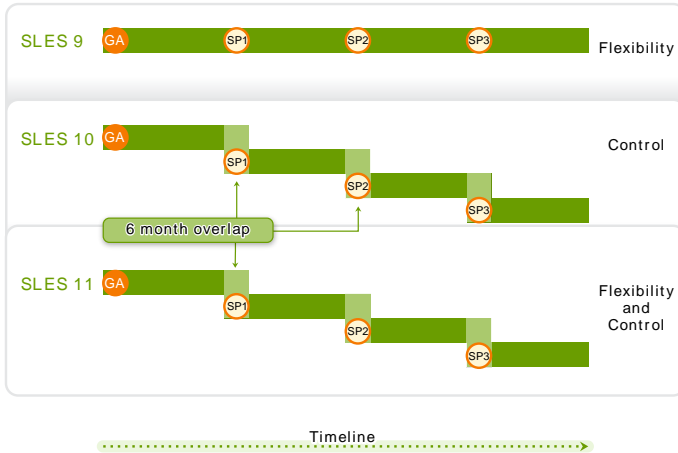 SLES 9
GA
SP1
SP2
SP3
Flexibility
SLES 10
GA
SP1
SP2
SP3
Control
6 month overlap
SLES 11
GA
SP1
SP2
SP3
Flexibility
and
Control
Timeline